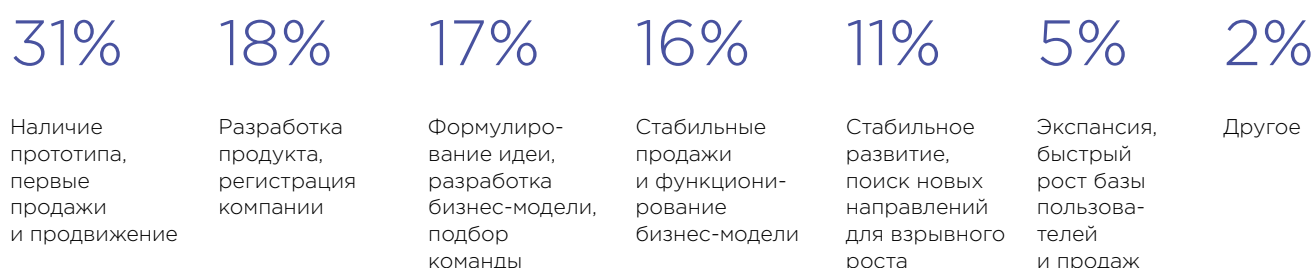 31%
Наличие
прототипа,
первые
продажи
и продвижение
18%
Разработка
продукта,
регистрация
компании
17%
Формулиро-
вание идеи,
разработка
бизнес-модели,
подбор
команды
16%
Стабильные
продажи
и функциони-
рование
бизнес-модели
11%
Стабильное
развитие,
поиск новых
направлений
для взрывного
роста
5%
Экспансия,
быстрый
рост базы
пользова-
телей
и продаж
2%
Другое